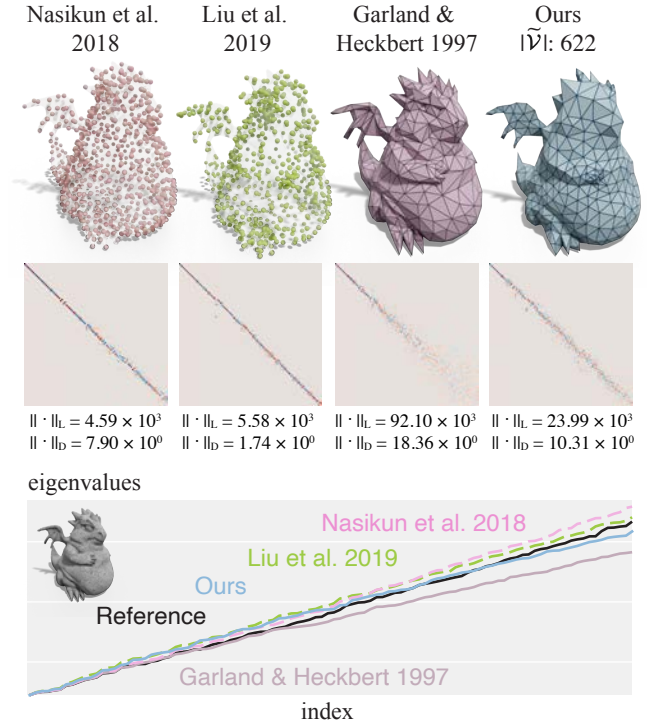 Nasikun et al.
2018
Liu et al.
2019
Garland &
Heckbert 1997
Ours
|Ṽ|: 622
|| · ||L = 4.59 × 10³
|| · ||D = 7.90 × 10⁰
|| · ||L = 5.58 × 10³
|| · ||D = 1.74 × 10⁰
|| · ||L = 92.10 × 10³
|| · ||D = 18.36 × 10⁰
|| · ||L = 23.99 × 10³
|| · ||D = 10.31 × 10⁰
eigenvalues
Nasikun et al. 2018
Liu et al. 2019
Ours
Reference
Garland & Heckbert 1997
index